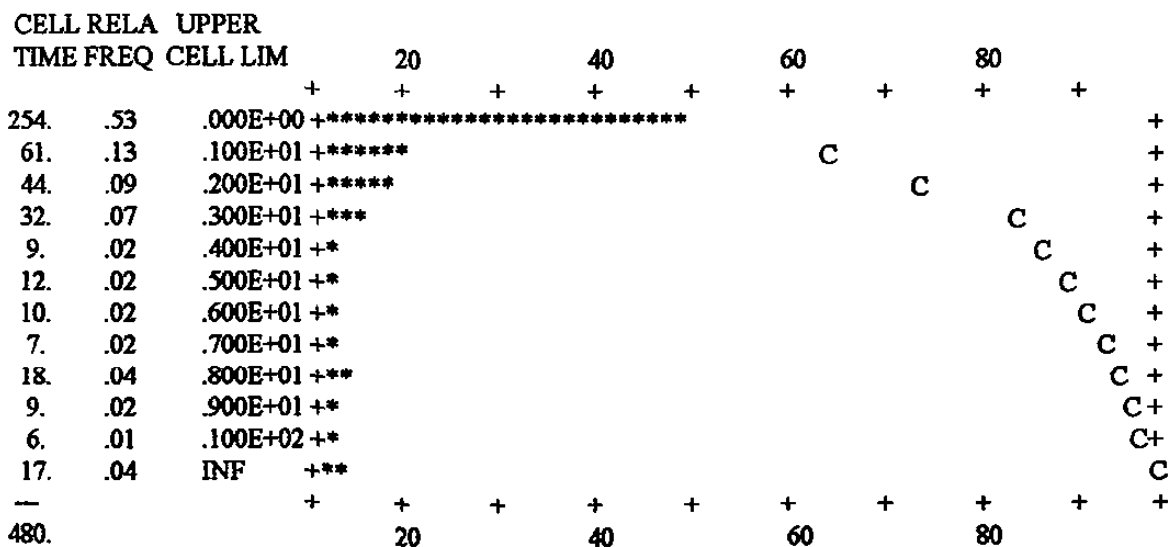 CELL RELA UPPER
TIME FREQ CELL LIM 20 40 60 80
+ + + + + + + + +
254. .53 .000E+00 +************************* +
61. .13 .100E+01 +****** C +
44. .09 .200E+01 +***** C +
32. .07 .300E+01 +*** C +
9. .02 .400E+01 +* C +
12. .02 .500E+01 +* C +
10. .02 .600E+01 +* C +
7. .02 .700E+01 +* C +
18. .04 .800E+01 +** C +
9. .02 .900E+01 +* C+
6. .01 .100E+02 +* C+
17. .04 INF +** C
— + + + + + + + + + +
480. 20 40 60 80